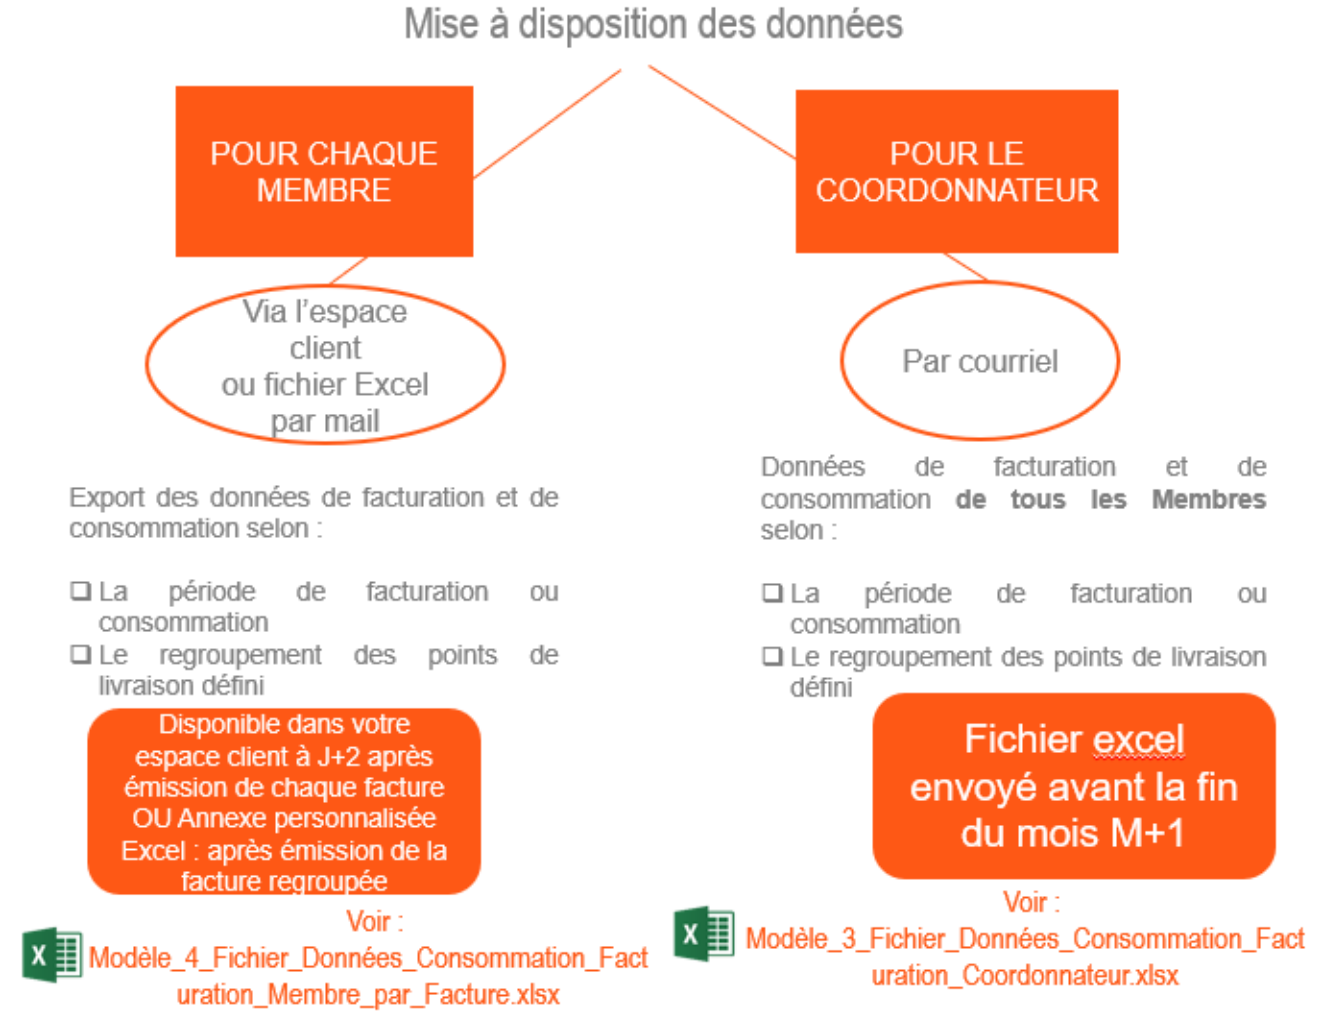 Mise à disposition des données
POUR CHAQUE
MEMBRE
Via l'espace
client
ou fichier Excel
par mail
Export des données de facturation et de
consommation selon :
❑ La période de facturation ou
consommation
❑ Le regroupement des points de
livraison défini
Disponible dans votre
espace client à J+2 après
émission de chaque facture
OU Annexe personnalisée
Excel : après émission de la
facture regroupée
Voir :
X
Modèle_4_Fichier_Données_Consommation_Fact
uration_Membre_par_Facture.xlsx
POUR LE
COORDONNATEUR
Par courriel
Données de facturation et de
consommation de tous les Membres
selon :
❑ La période de facturation ou
consommation
❑ Le regroupement des points de livraison
défini
Fichier excel
envoyé avant la fin
du mois M+1
Voir :
X
Modèle_3_Fichier_Données_Consommation_Fact
uration_Coordonnateur.xlsx